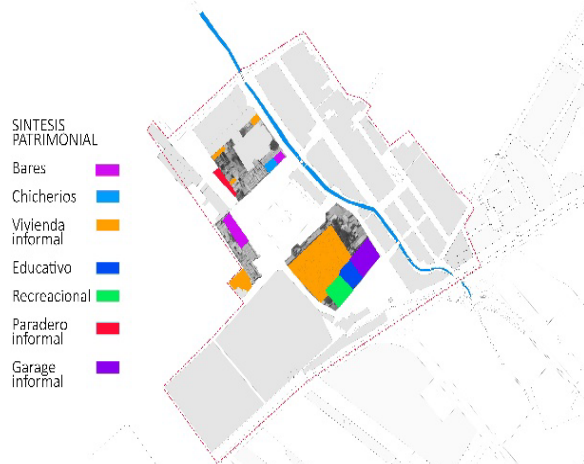 SINTESIS
PATRIMONIAL
Bares
Chicherios
Vivienda
informal
Educativo
Recreacional
Paradero
informal
Garage
informal